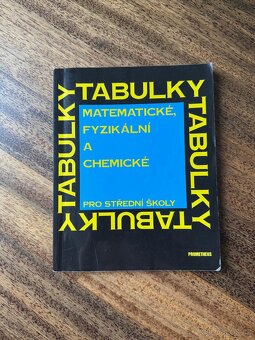 TABULKY
MATEMATICKÉ,
FYZIKÁLNÍ
A
CHEMICKÉ
PRO STŘEDNÍ ŠKOLY
TABULKY
TABULKY
TABULKY
PROMETHEUS